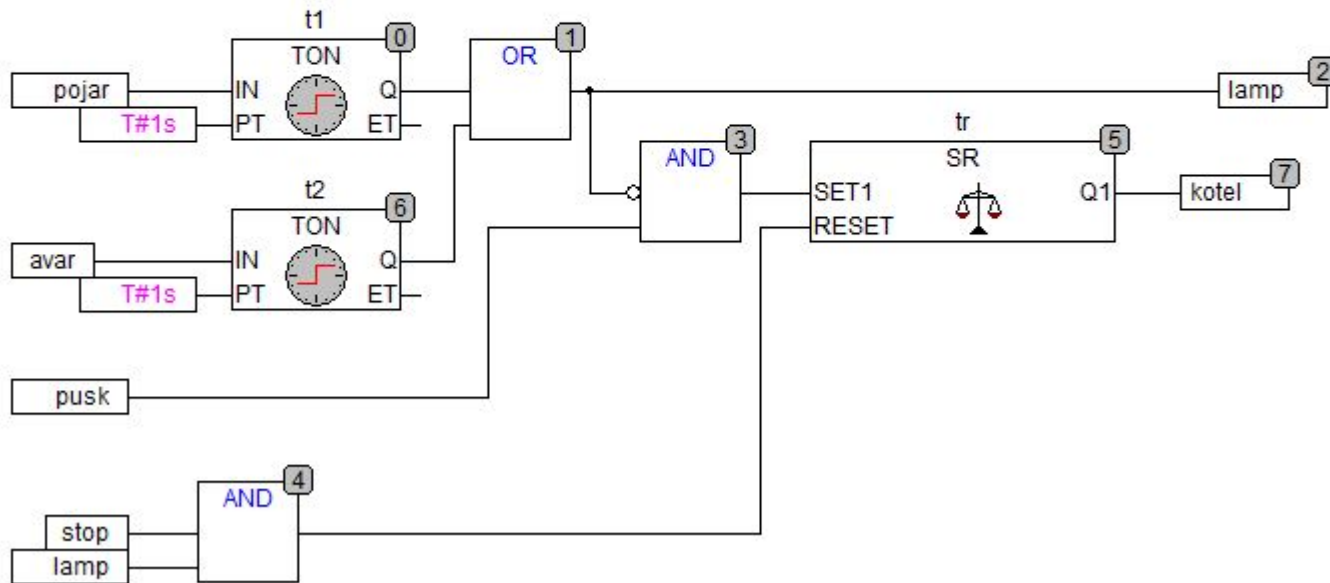 t1
0
TON
pojar
IN
Q
T#1s
PT
ET
1
OR
2
lamp
3
AND
tr
5
SR
SET1
Q1
RESET
7
kotel
t2
6
TON
avar
IN
Q
T#1s
PT
ET
pusk
4
AND
stop
lamp